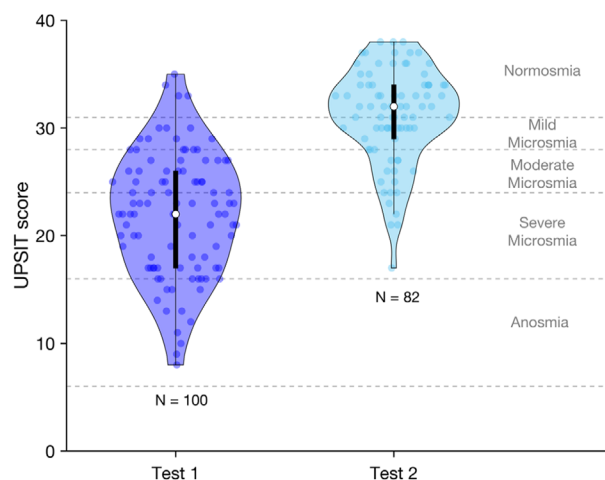 40
30
20
10
0
UPSIT score
Normosmia
Mild
Microsmia
Moderate
Microsmia
Severe
Microsmia
Anosmia
N = 82
N = 100
Test 1
Test 2